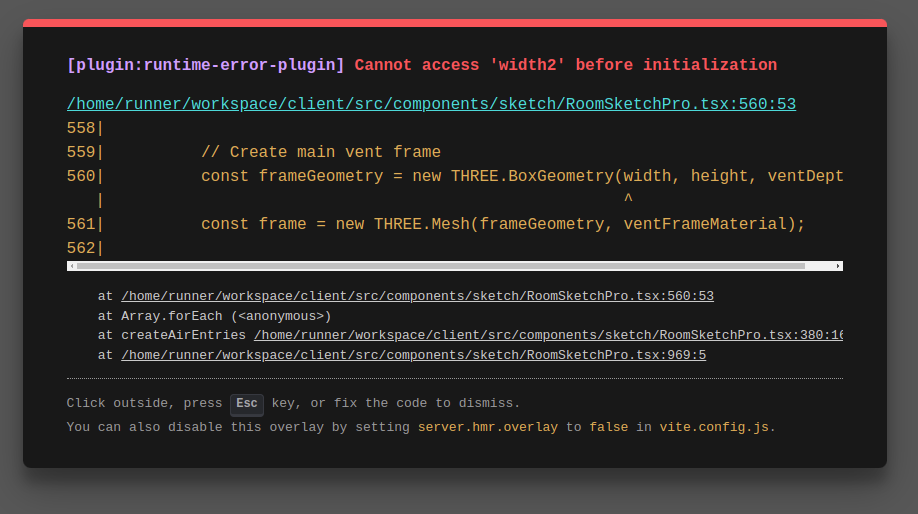 [plugin:runtime-error-plugin] Cannot access 'width2' before initialization
/home/runner/workspace/client/src/components/sketch/RoomSketchPro.tsx:560:53
558|
559|          // Create main vent frame
560|          const frameGeometry = new THREE.BoxGeometry(width, height, ventDept
   |                                                      ^
561|          const frame = new THREE.Mesh(frameGeometry, ventFrameMaterial);
562|
at /home/runner/workspace/client/src/components/sketch/RoomSketchPro.tsx:560:53
at Array.forEach (<anonymous>)
at createAirEntries /home/runner/workspace/client/src/components/sketch/RoomSketchPro.tsx:380:16
at /home/runner/workspace/client/src/components/sketch/RoomSketchPro.tsx:969:5
Click outside, press Esc key, or fix the code to dismiss.
You can also disable this overlay by setting server.hmr.overlay to false in vite.config.js.